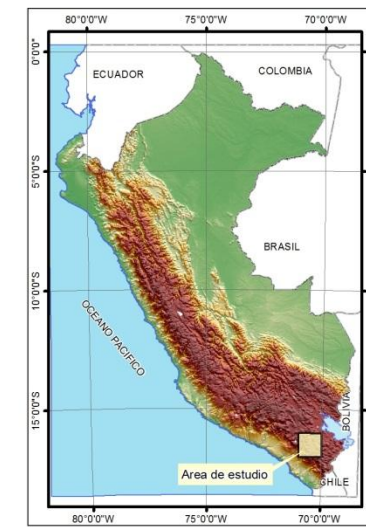 80°0'0"W 75°0'0"W 70°0'0"W
0°0'0"
ECUADOR
COLOMBIA
5°0'0"S
BRASIL
10°0'0"S
OCEANO PACIFICO
15°0'0"S
BOLIVIA
Area de estudio
CHILE
80°0'0"W 75°0'0"W 70°0'0"W